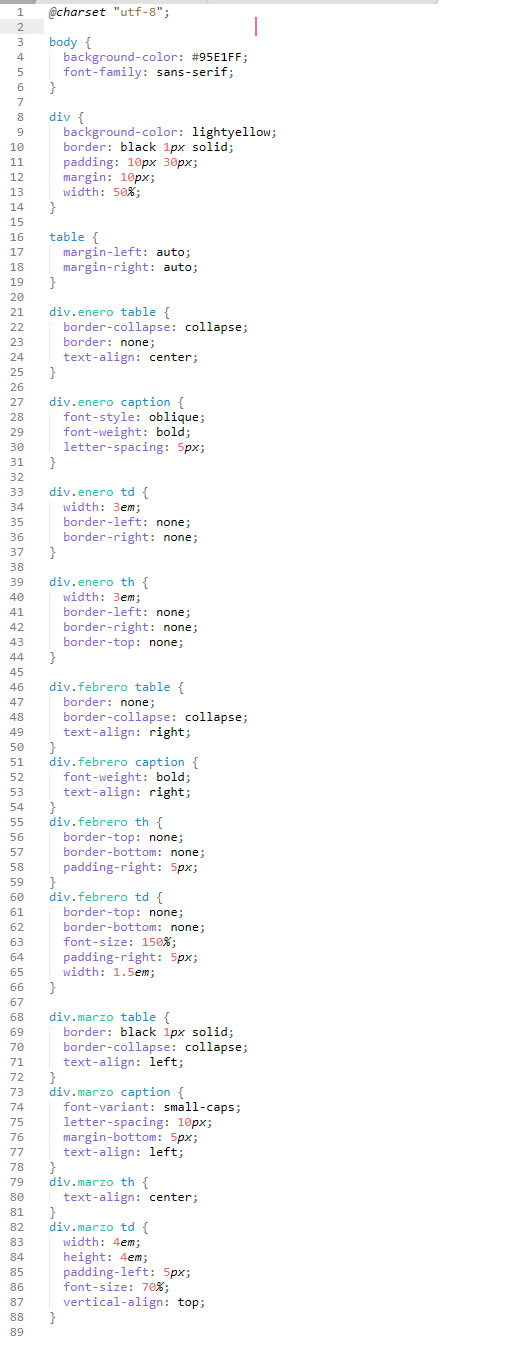 1 @charset "utf-8";
2
3 body {
4 background-color: #95E1FF;
5 font-family: sans-serif;
6 }
7
8 div {
9 background-color: lightyellow;
10 border: black 1px solid;
11 padding: 10px 30px;
12 margin: 10px;
13 width: 50%;
14 }
15
16 table {
17 margin-left: auto;
18 margin-right: auto;
19 }
20
21 div.enero table {
22 border-collapse: collapse;
23 border: none;
24 text-align: center;
25 }
26
27 div.enero caption {
28 font-style: oblique;
29 font-weight: bold;
30 letter-spacing: 5px;
31 }
32
33 div.enero td {
34 width: 3em;
35 border-left: none;
36 border-right: none;
37 }
38
39 div.enero th {
40 width: 3em;
41 border-left: none;
42 border-right: none;
43 border-top: none;
44 }
45
46 div.febrero table {
47 border: none;
48 border-collapse: collapse;
49 text-align: right;
50 }
51 div.febrero caption {
52 font-weight: bold;
53 text-align: right;
54 }
55 div.febrero th {
56 border-top: none;
57 border-bottom: none;
58 padding-right: 5px;
59 }
60 div.febrero td {
61 border-top: none;
62 border-bottom: none;
63 font-size: 150%;
64 padding-right: 5px;
65 width: 1.5em;
66 }
67
68 div.marzo table {
69 border: black 1px solid;
70 border-collapse: collapse;
71 text-align: left;
72 }
73 div.marzo caption {
74 font-variant: small-caps;
75 letter-spacing: 10px;
76 margin-bottom: 5px;
77 text-align: left;
78 }
79 div.marzo th {
80 text-align: center;
81 }
82 div.marzo td {
83 width: 4em;
84 height: 4em;
85 padding-left: 5px;
86 font-size: 70%;
87 vertical-align: top;
88 }
89